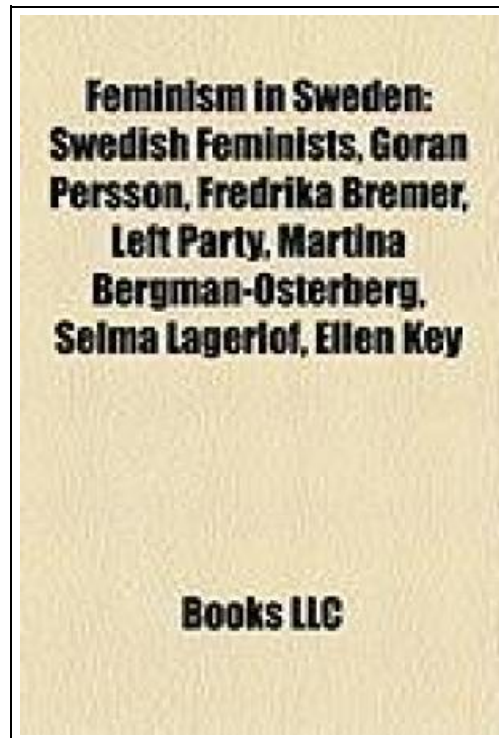 Feminism in Sweden:
Swedish Feminists, Goran
Persson, Fredrika Bremer,
Left Party, Martina
Bergman-Osterberg,
Selma Lagerlof, Ellen Key
Books LLC